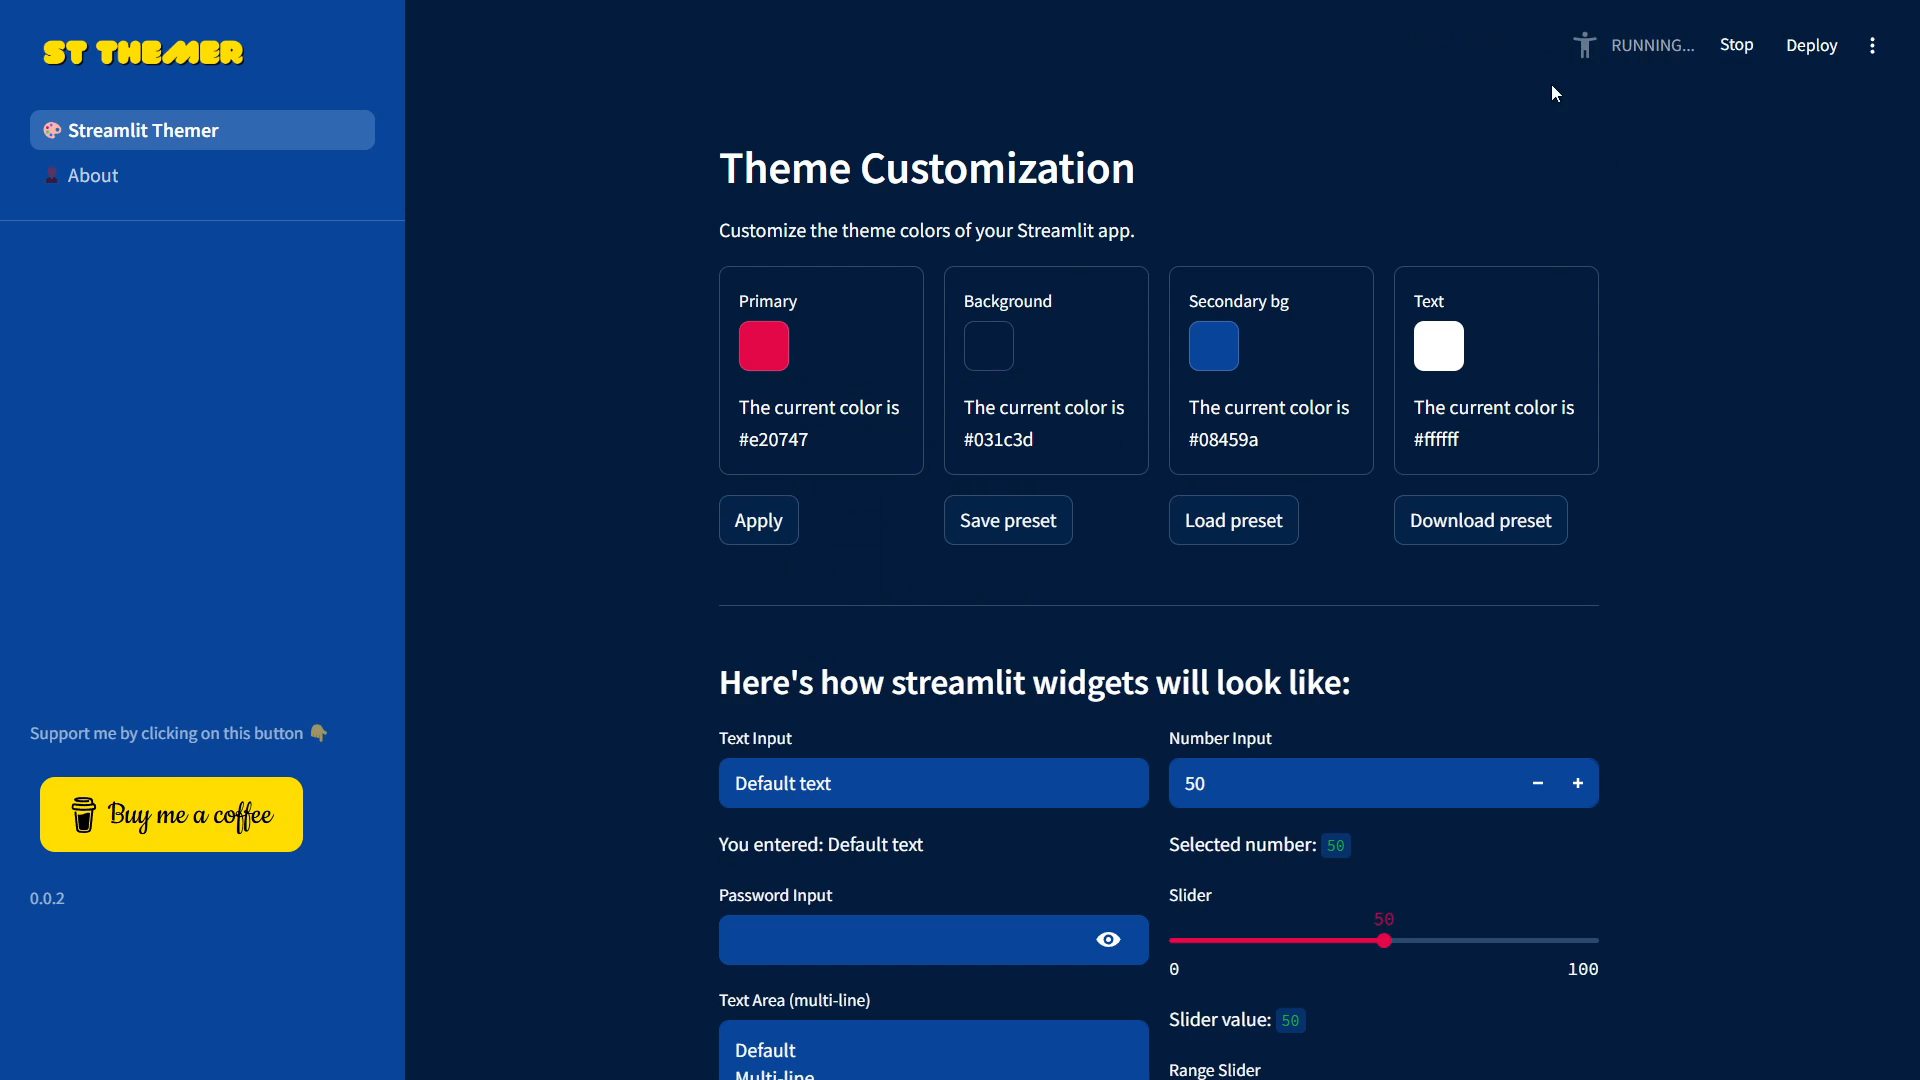 ST THEMER
Streamlit Themer
About
Support me by clicking on this button
Buy me a coffee
0.0.2
RUNNING...
Stop
Deploy
Theme Customization
Customize the theme colors of your Streamlit app.
Primary
The current color is
#e20747
Background
The current color is
#031c3d
Secondary bg
The current color is
#08459a
Text
The current color is
#ffffff
Apply
Save preset
Load preset
Download preset
Here's how streamlit widgets will look like:
Text Input
Default text
You entered: Default text
Password Input
Text Area (multi-line)
Default
Multi-line
Number Input
50
Selected number: 50
Slider
50
0
100
Slider value: 50
Range Slider